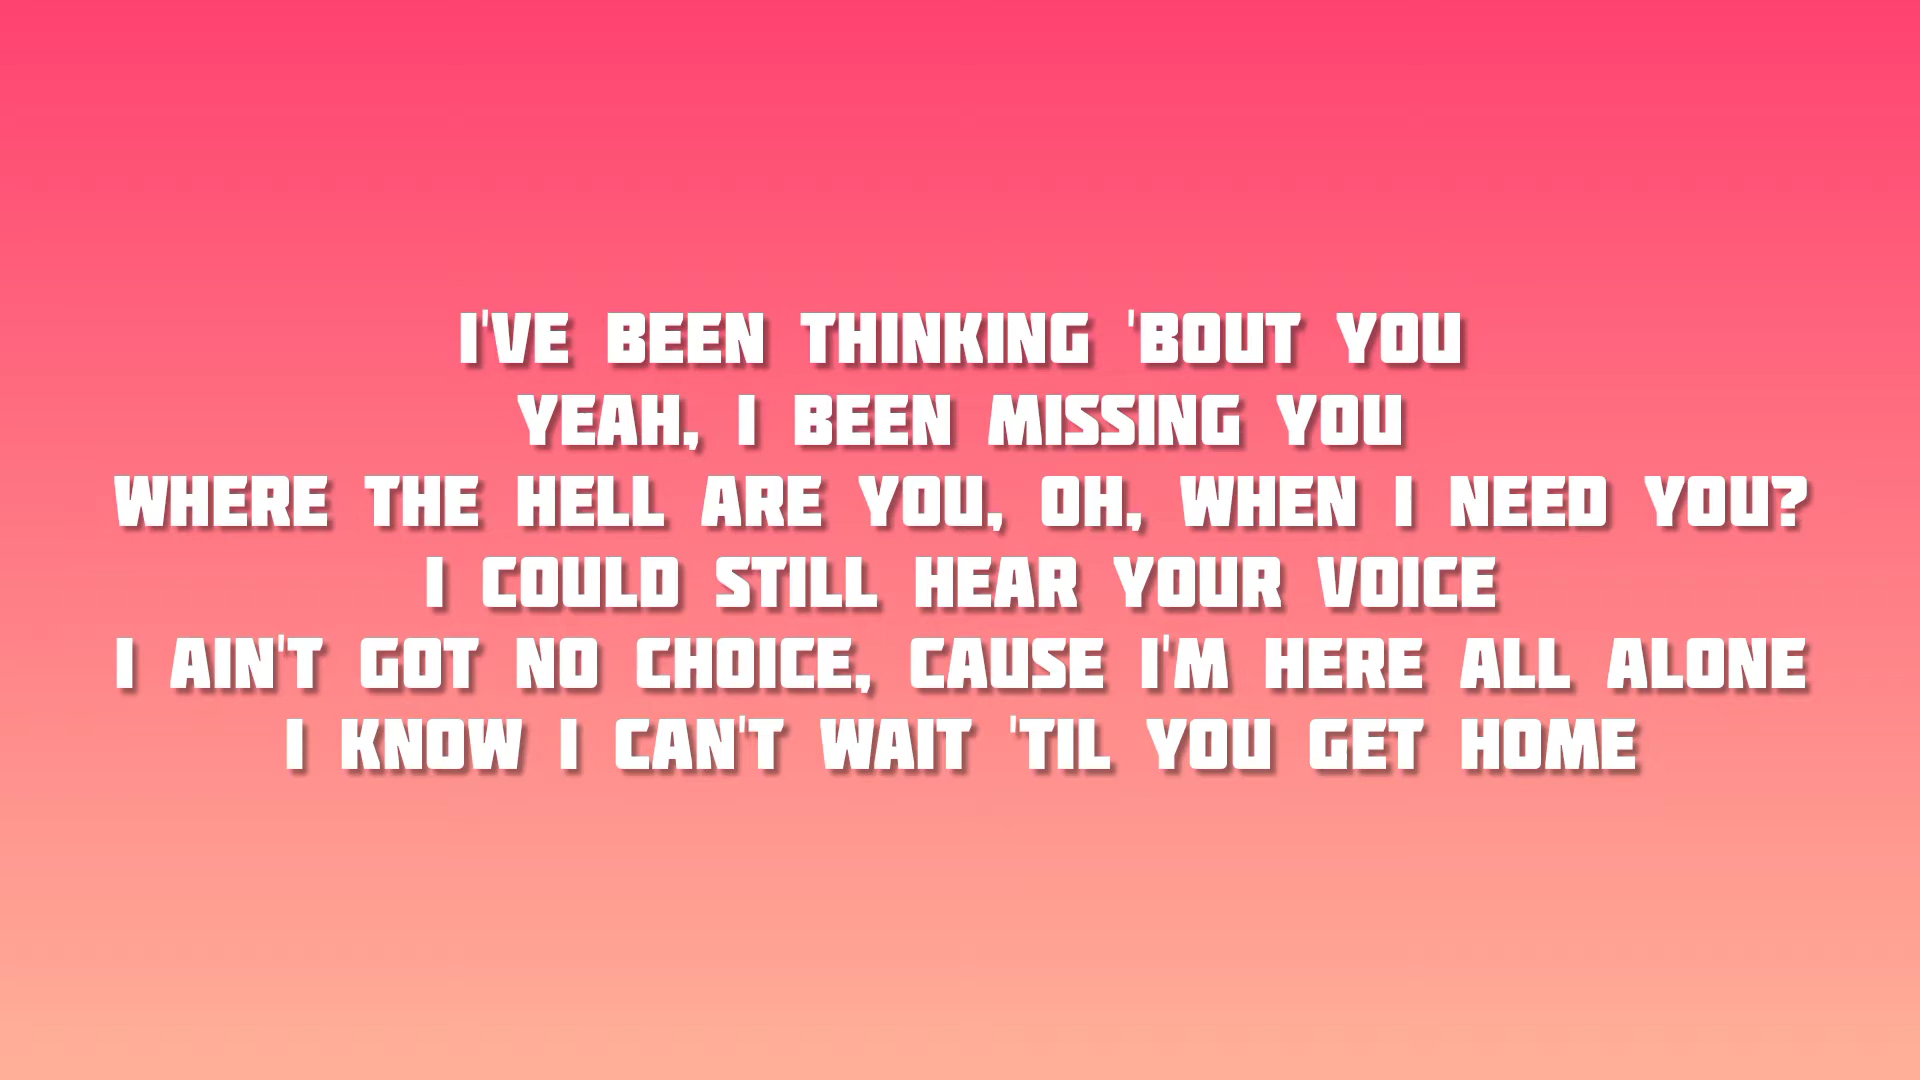 I'VE BEEN THINKING 'BOUT YOU
YEAH, I BEEN MISSING YOU
WHERE THE HELL ARE YOU, OH, WHEN I NEED YOU?
I COULD STILL HEAR YOUR VOICE
I AIN'T GOT NO CHOICE, CAUSE I'M HERE ALL ALONE
I KNOW I CAN'T WAIT 'TIL YOU GET HOME